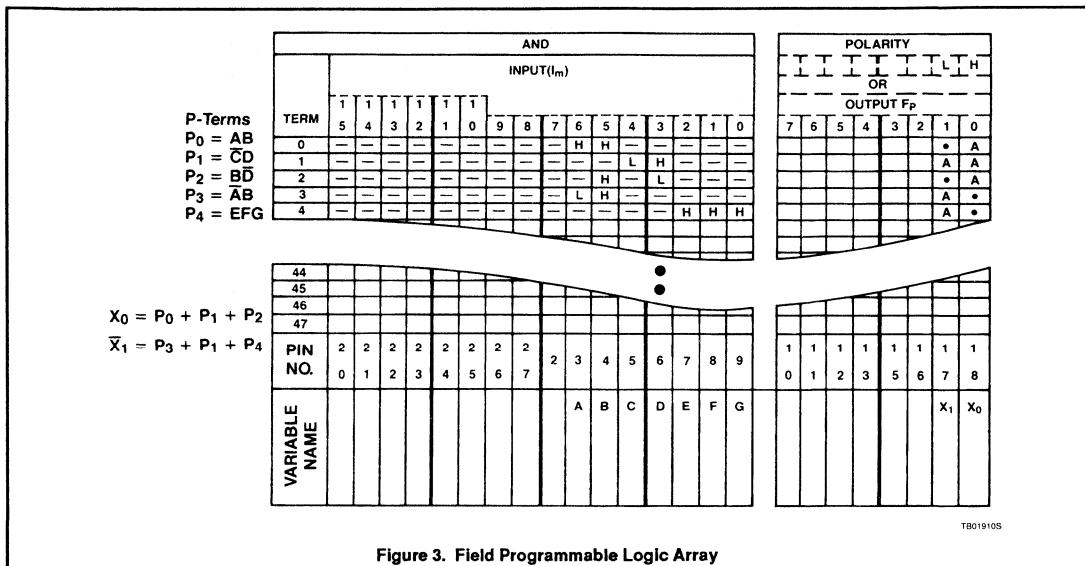 AND
INPUT(Im)
TERM
1 1 1 1 1 1
5 4 3 2 1 0 9 8 7 6 5 4 3 2 1 0
0 — — — — — — — — — H H — — — — —
1 — — — — — — — — — — — L H — — —
2 — — — — — — — — — — H — L — — —
3 — — — — — — — — — L H — — — — —
4 — — — — — — — — — — — — — H H H
P-Terms
P0 = AB
P1 = C̅D
P2 = BD̅
P3 = A̅B
P4 = EFG
POLARITY
L H
OR
OUTPUT FP
7 6 5 4 3 2 1 0
• A
A A
• A
A •
A •
44
45
46
47
X0 = P0 + P1 + P2
X̅1 = P3 + P1 + P4
PIN NO.
2 2 2 2 2 2 2 2
0 1 2 3 4 5 6 7 2 3 4 5 6 7 8 9
1 1 1 1 1 1 1 1
0 1 2 3 5 6 7 8
VARIABLE NAME
A B C D E F G
X1 X0
TB01910S
Figure 3. Field Programmable Logic Array